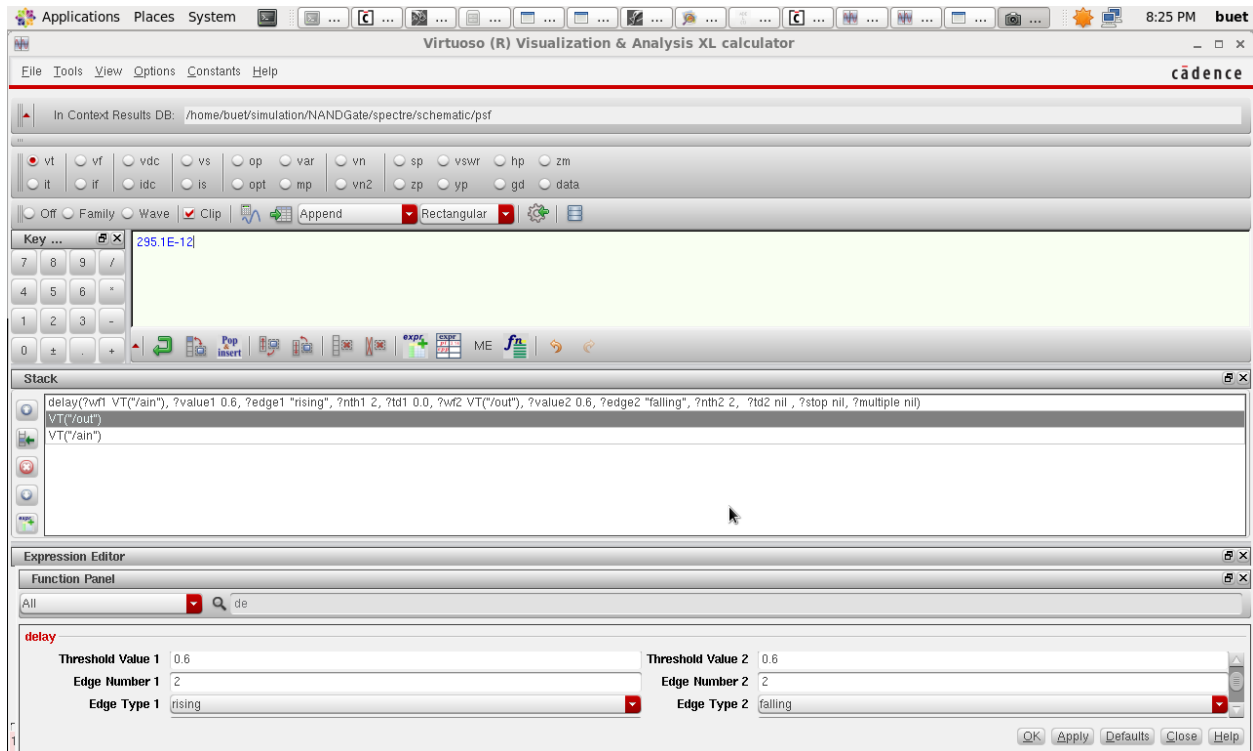 Applications Places System ... ... ... ... ... ... ... ... ... ... ... ... ... ... 8:25 PM buet
Virtuoso (R) Visualization & Analysis XL calculator
File Tools View Options Constants Help cādence
In Context Results DB: /home/buet/simulation/NANDGate/spectre/schematic/psf
vt vf vdc vs op var vn sp vswr hp zm
it if idc is opt mp vn2 zp yp gd data
Off Family Wave Clip Append Rectangular
Key ...
295.1E-12
7 8 9 /
4 5 6 *
1 2 3 -
0 ± . +
Pop & insert expr expr ME fn
Stack
delay(?wf1 VT("/ain"), ?value1 0.6, ?edge1 "rising", ?nth1 2, ?td1 0.0, ?wf2 VT("/out"), ?value2 0.6, ?edge2 "falling", ?nth2 2, ?td2 nil , ?stop nil, ?multiple nil)
VT("/out")
VT("/ain")
Expression Editor
Function Panel
All de
delay
Threshold Value 1 0.6 Threshold Value 2 0.6
Edge Number 1 2 Edge Number 2 2
Edge Type 1 rising Edge Type 2 falling
OK Apply Defaults Close Help